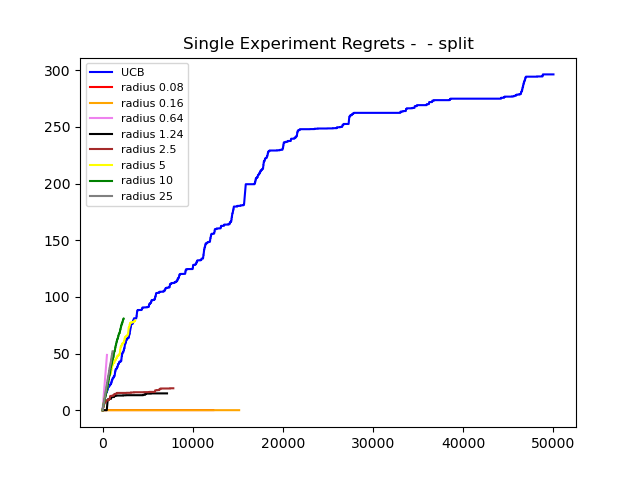 Single Experiment Regrets -  - split
UCB
radius 0.08
radius 0.16
radius 0.64
radius 1.24
radius 2.5
radius 5
radius 10
radius 25
300
250
200
150
100
50
0
0 10000 20000 30000 40000 50000